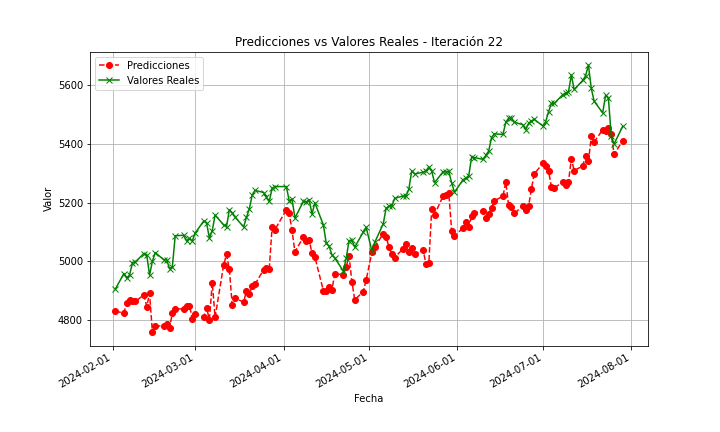 Predicciones vs Valores Reales - Iteración 22
Predicciones
Valores Reales
Valor
5600
5400
5200
5000
4800
2024-02-01
2024-03-01
2024-04-01
2024-05-01
2024-06-01
2024-07-01
2024-08-01
Fecha